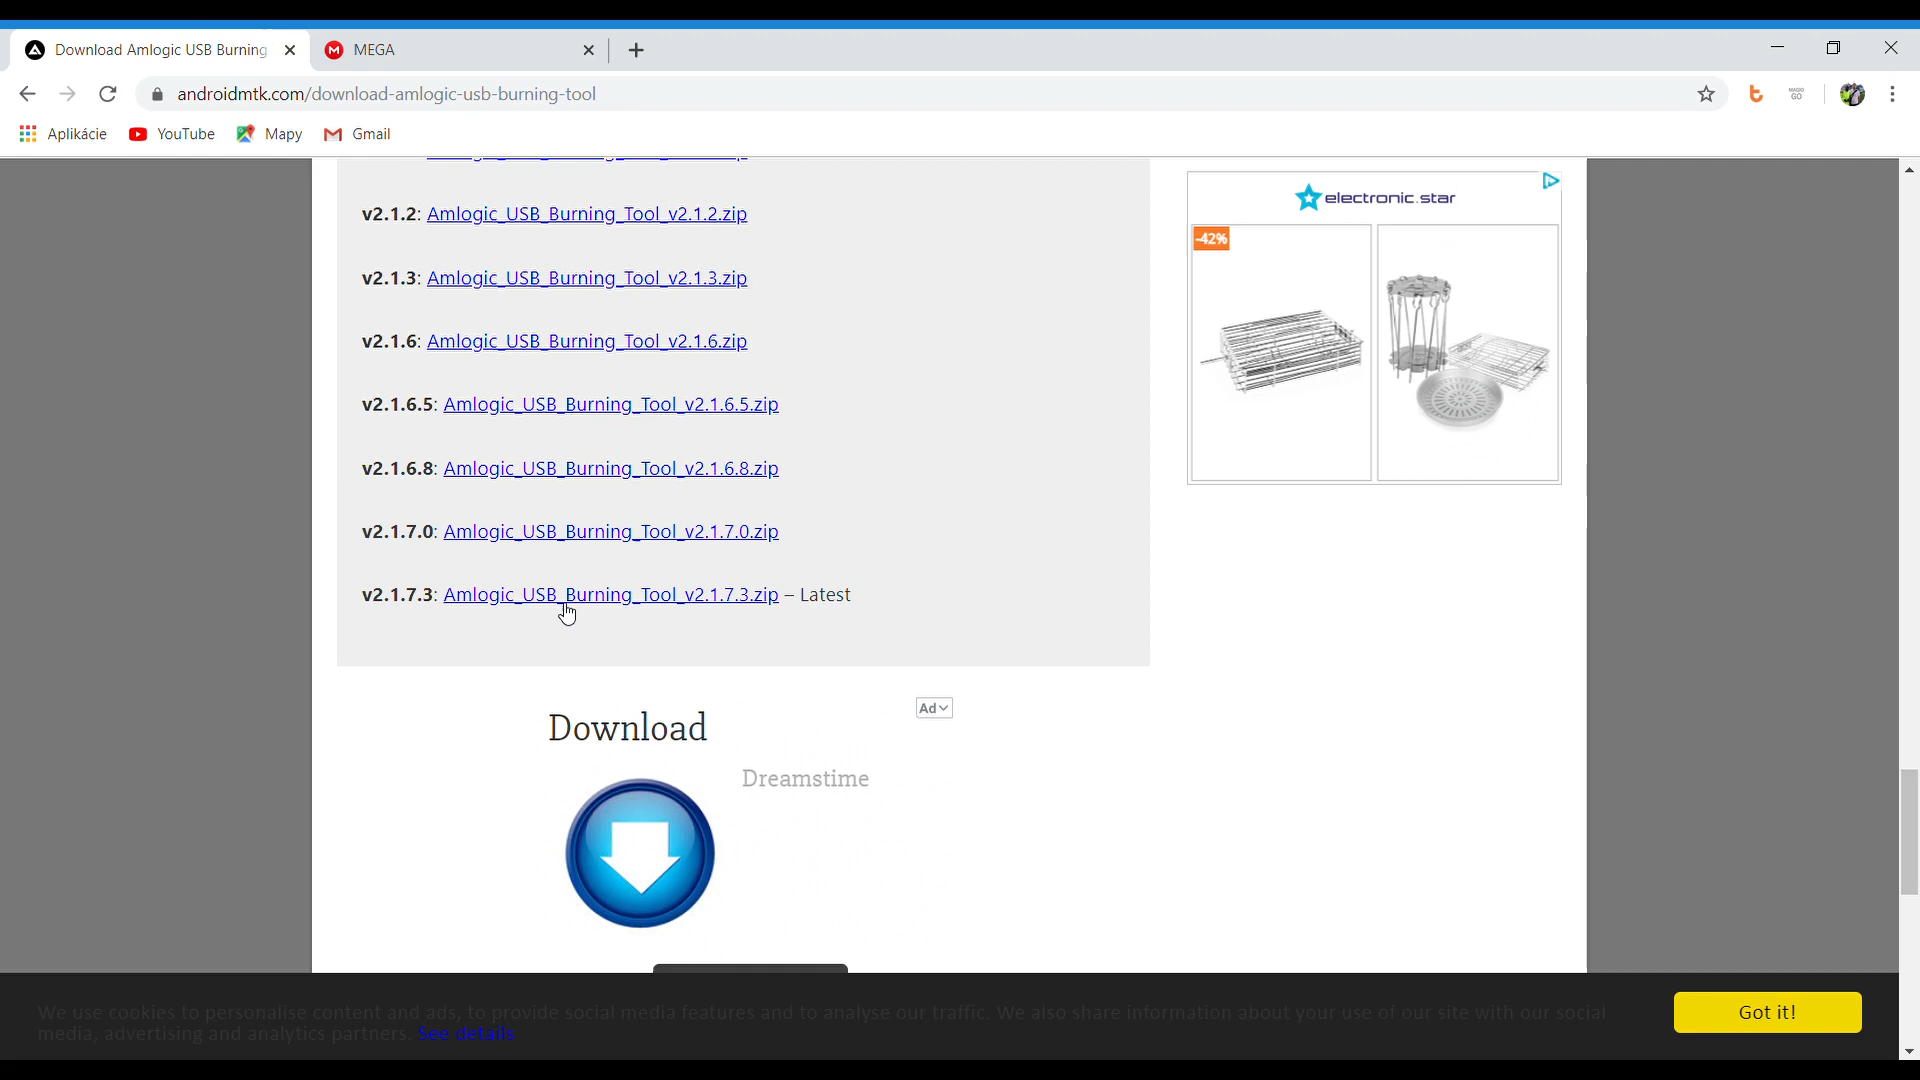 Download Amlogic USB Burning
MEGA
androidmtk.com/download-amlogic-usb-burning-tool
MAGIO
GO
Aplikácie
YouTube
Mapy
Gmail
v2.1.2: Amlogic_USB_Burning_Tool_v2.1.2.zip
v2.1.3: Amlogic_USB_Burning_Tool_v2.1.3.zip
v2.1.6: Amlogic_USB_Burning_Tool_v2.1.6.zip
v2.1.6.5: Amlogic_USB_Burning_Tool_v2.1.6.5.zip
v2.1.6.8: Amlogic_USB_Burning_Tool_v2.1.6.8.zip
v2.1.7.0: Amlogic_USB_Burning_Tool_v2.1.7.0.zip
v2.1.7.3: Amlogic_USB_Burning_Tool_v2.1.7.3.zip – Latest
electronic.star
-42%
Ad
Download
Dreamstime
We use cookies to personalise content and ads, to provide social media features and to analyse our traffic. We also share information about your use of our site with our social
media, advertising and analytics partners. See details
Got it!